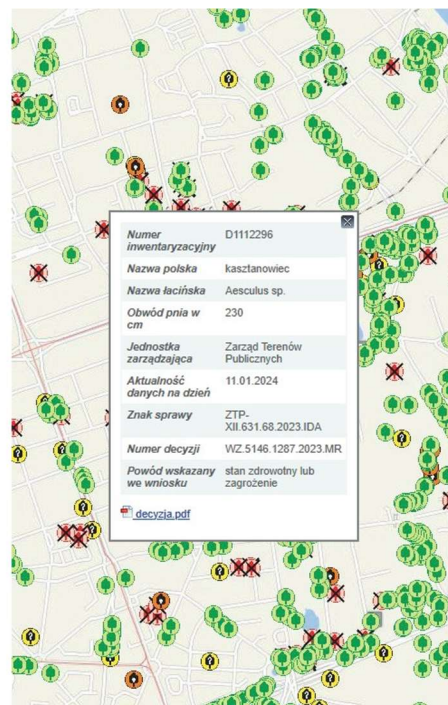 Numer
inwentaryzacyjny
D1112296
Nazwa polska
kasztanowiec
Nazwa łacińska
Aesculus sp.
Obwód pnia w
cm
230
Jednostka
zarządzająca
Zarząd Terenów
Publicznych
Aktualność
danych na dzień
11.01.2024
Znak sprawy
ZTP-
XII.631.68.2023.IDA
Numer decyzji
WZ.5146.1287.2023.MR
Powód wskazany
we wniosku
stan zdrowotny lub
zagrożenie
decyzja.pdf